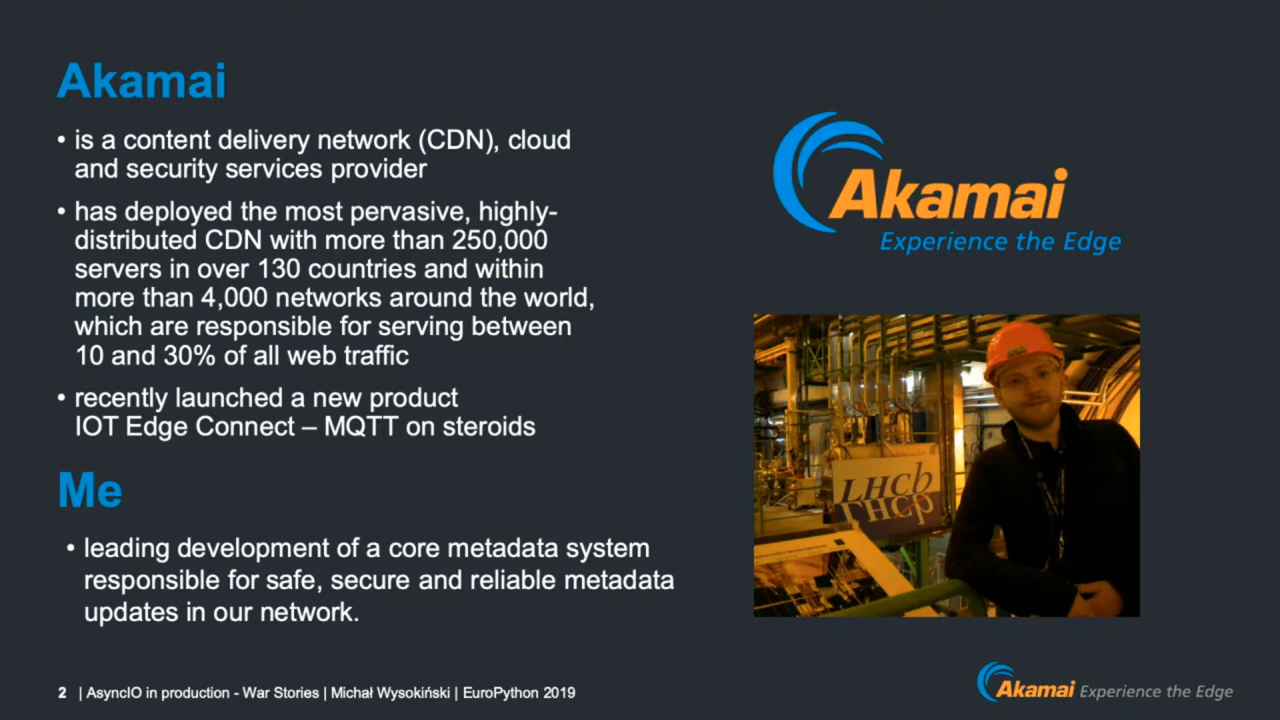 Akamai
• is a content delivery network (CDN), cloud
and security services provider
• has deployed the most pervasive, highly-
distributed CDN with more than 250,000
servers in over 130 countries and within
more than 4,000 networks around the world,
which are responsible for serving between
10 and 30% of all web traffic
• recently launched a new product
IOT Edge Connect – MQTT on steroids
Me
• leading development of a core metadata system
responsible for safe, secure and reliable metadata
updates in our network.
Akamai
Experience the Edge
LHCb
LHCb
2 | AsyncIO in production - War Stories | Michał Wysokiński | EuroPython 2019
Akamai Experience the Edge